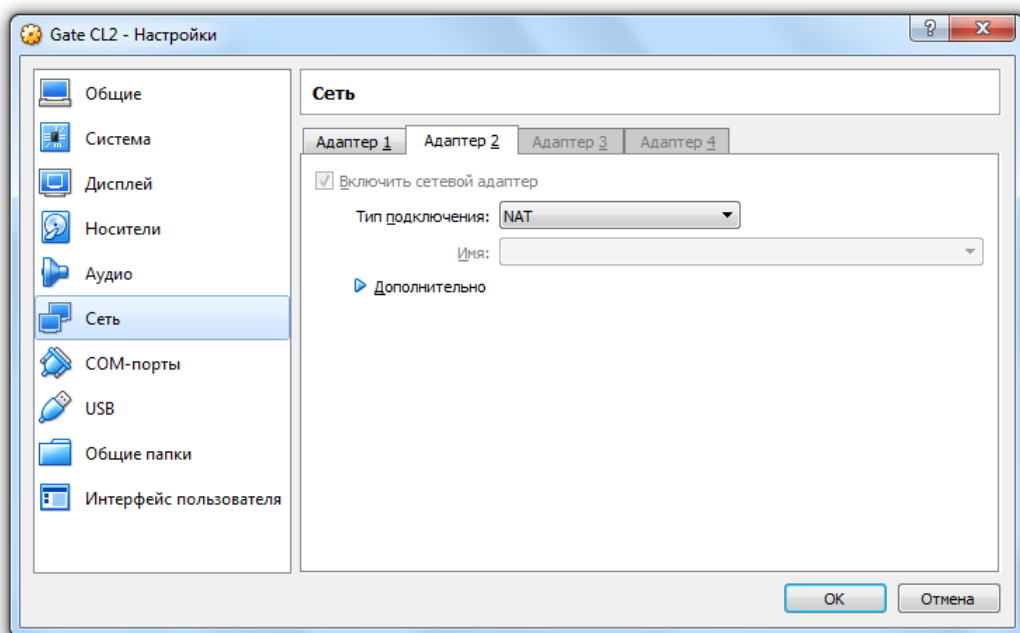 Gate CL2 - Настройки
Общие
Система
Дисплей
Носители
Аудио
Сеть
COM-порты
USB
Общие папки
Интерфейс пользователя
Сеть
Адаптер 1 Адаптер 2 Адаптер 3 Адаптер 4
Включить сетевой адаптер
Тип подключения: NAT
Имя:
Дополнительно
OK Отмена